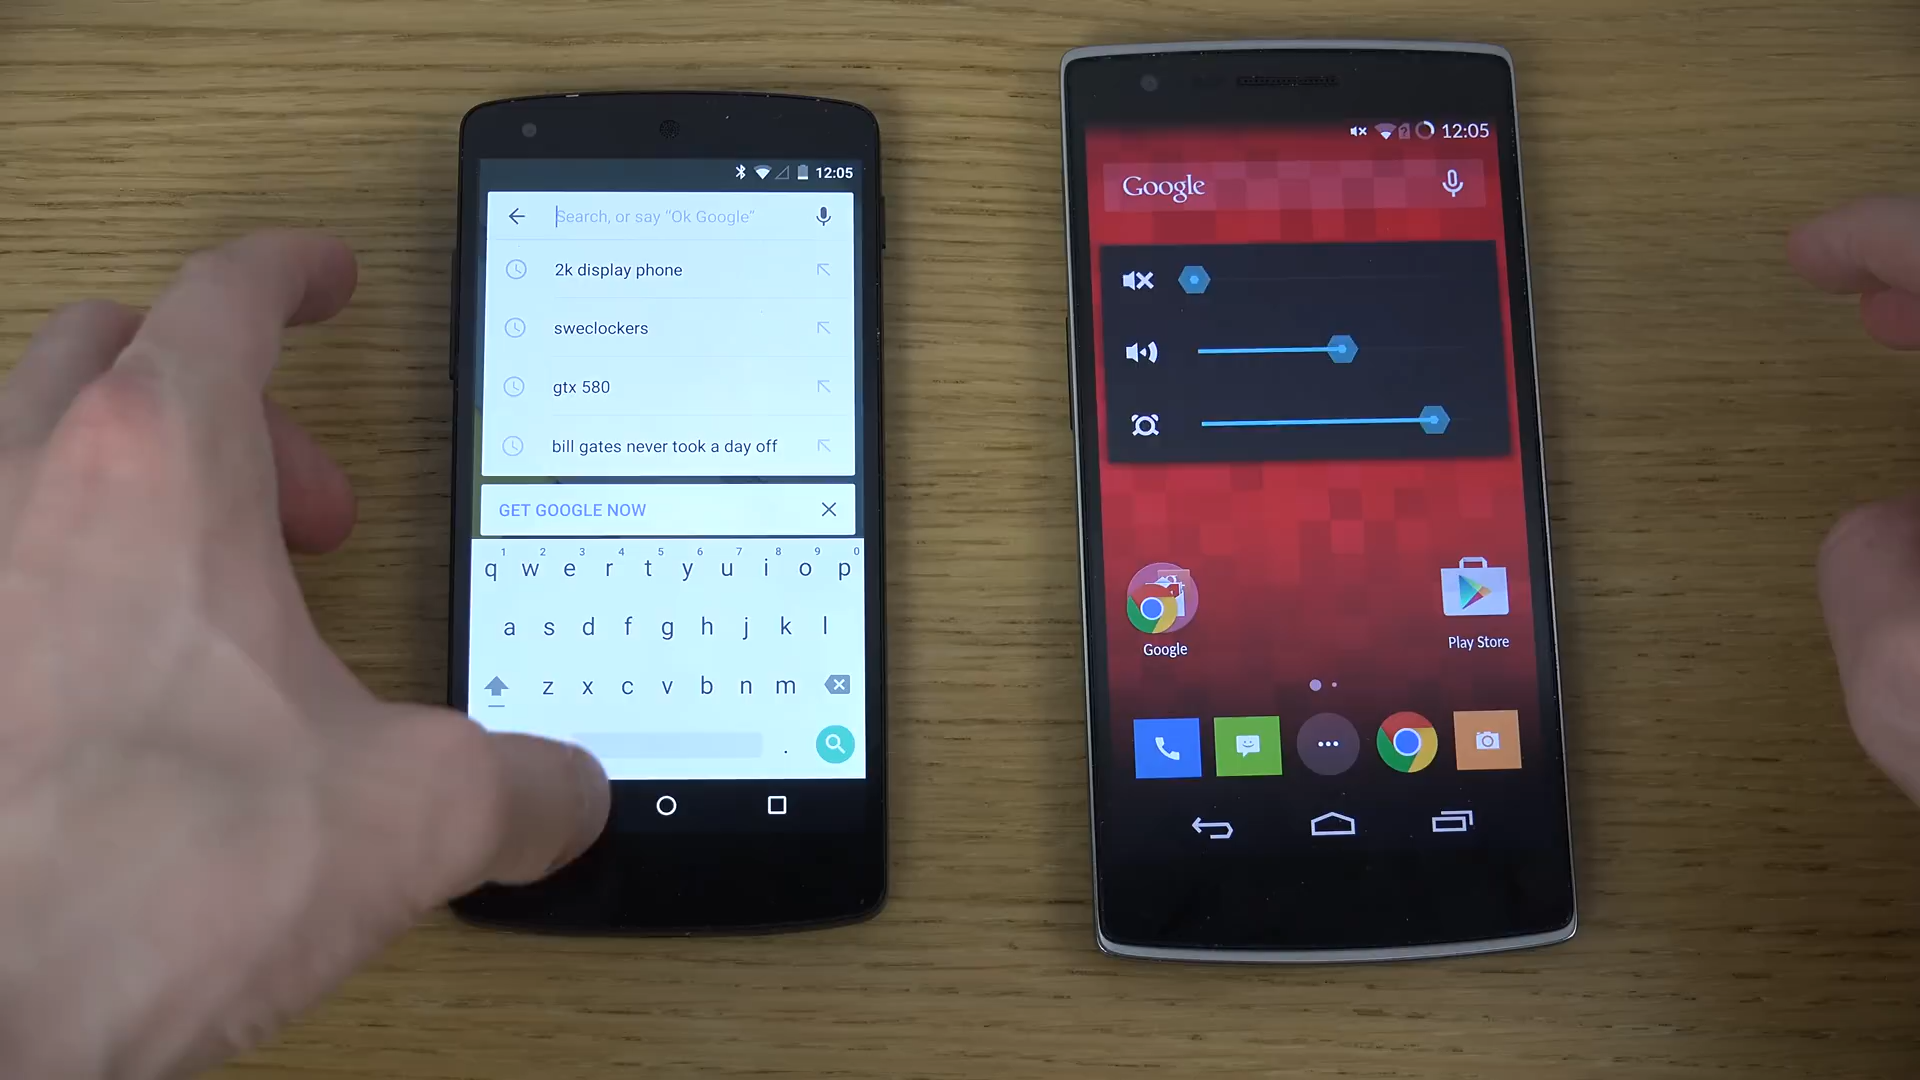 12:05
Search, or say “Ok Google”
2k display phone
sweclockers
gtx 580
bill gates never took a day off
GET GOOGLE NOW
1 2 3 4 5 6 7 8 9 0
q w e r t y u i o p
a s d f g h j k l
z x c v b n m
.
12:05
Google
Google
Play Store